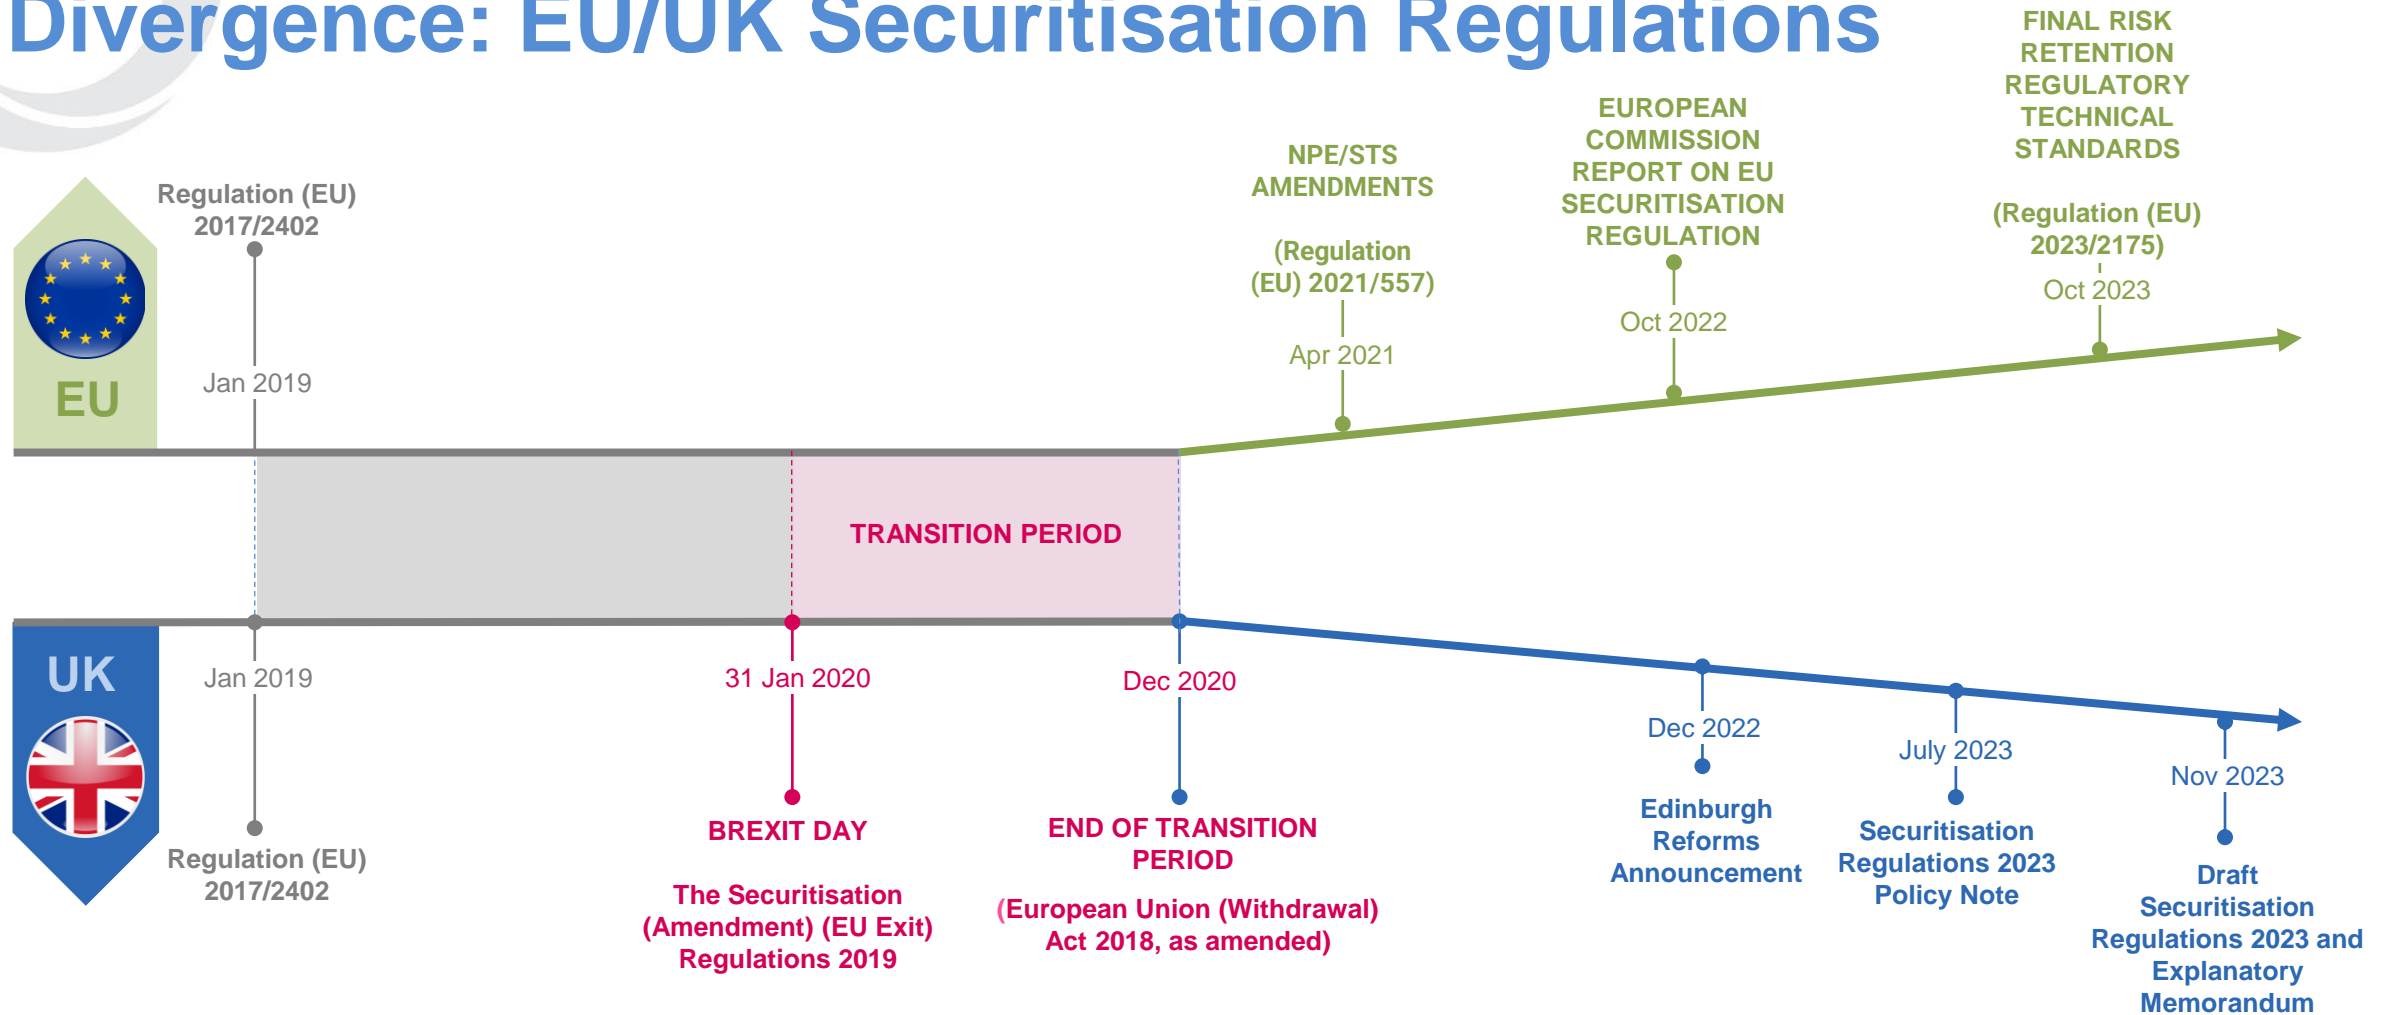 Divergence: EU/UK Securitisation Regulations
FINAL RISK
RETENTION
REGULATORY
TECHNICAL
STANDARDS
(Regulation (EU)
2023/2175)
Oct 2023
EUROPEAN
COMMISSION
REPORT ON EU
SECURITISATION
REGULATION
Oct 2022
NPE/STS
AMENDMENTS
(Regulation
(EU) 2021/557)
Apr 2021
Regulation (EU)
2017/2402
Jan 2019
EU
TRANSITION PERIOD
UK
Jan 2019
Regulation (EU)
2017/2402
31 Jan 2020
BREXIT DAY
The Securitisation
(Amendment) (EU Exit)
Regulations 2019
Dec 2020
END OF TRANSITION
PERIOD
(European Union (Withdrawal)
Act 2018, as amended)
Dec 2022
Edinburgh
Reforms
Announcement
July 2023
Securitisation
Regulations 2023
Policy Note
Nov 2023
Draft
Securitisation
Regulations 2023 and
Explanatory
Memorandum